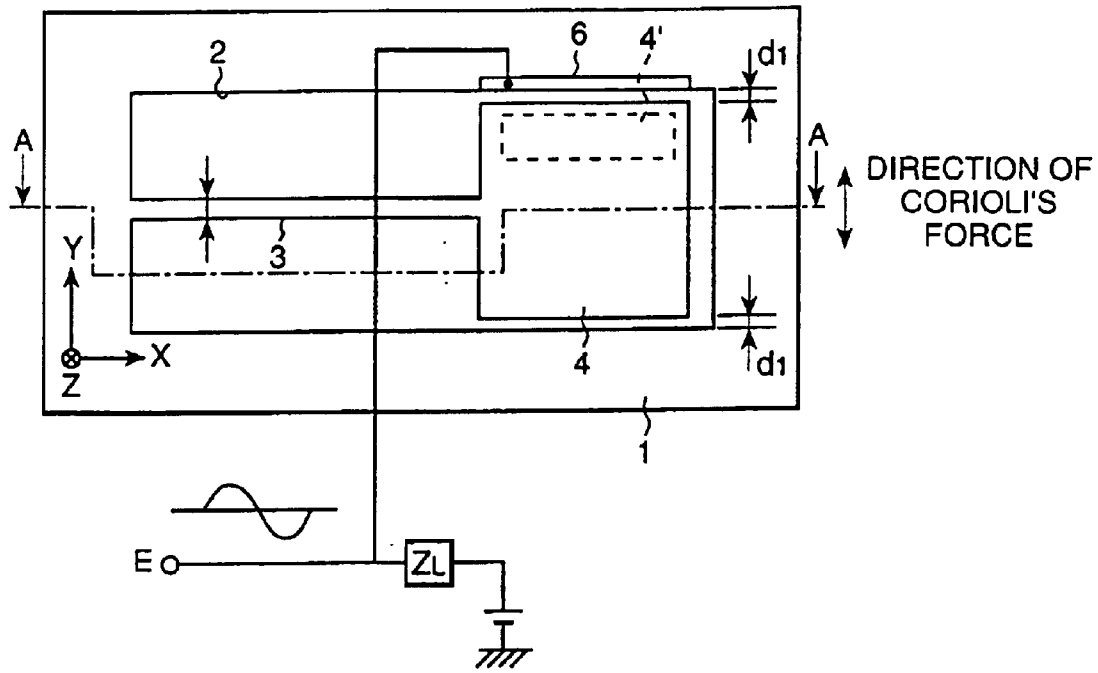 6
4'
d1
2
A
A
DIRECTION OF
CORIOLI'S
FORCE
3
Y
X
Z
4
d1
1
E
ZL